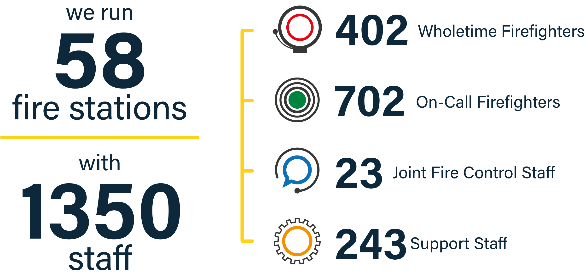 we run
58
fire stations
with
1350
staff
402 Wholetime Firefighters
702 On-Call Firefighters
23 Joint Fire Control Staff
243 Support Staff